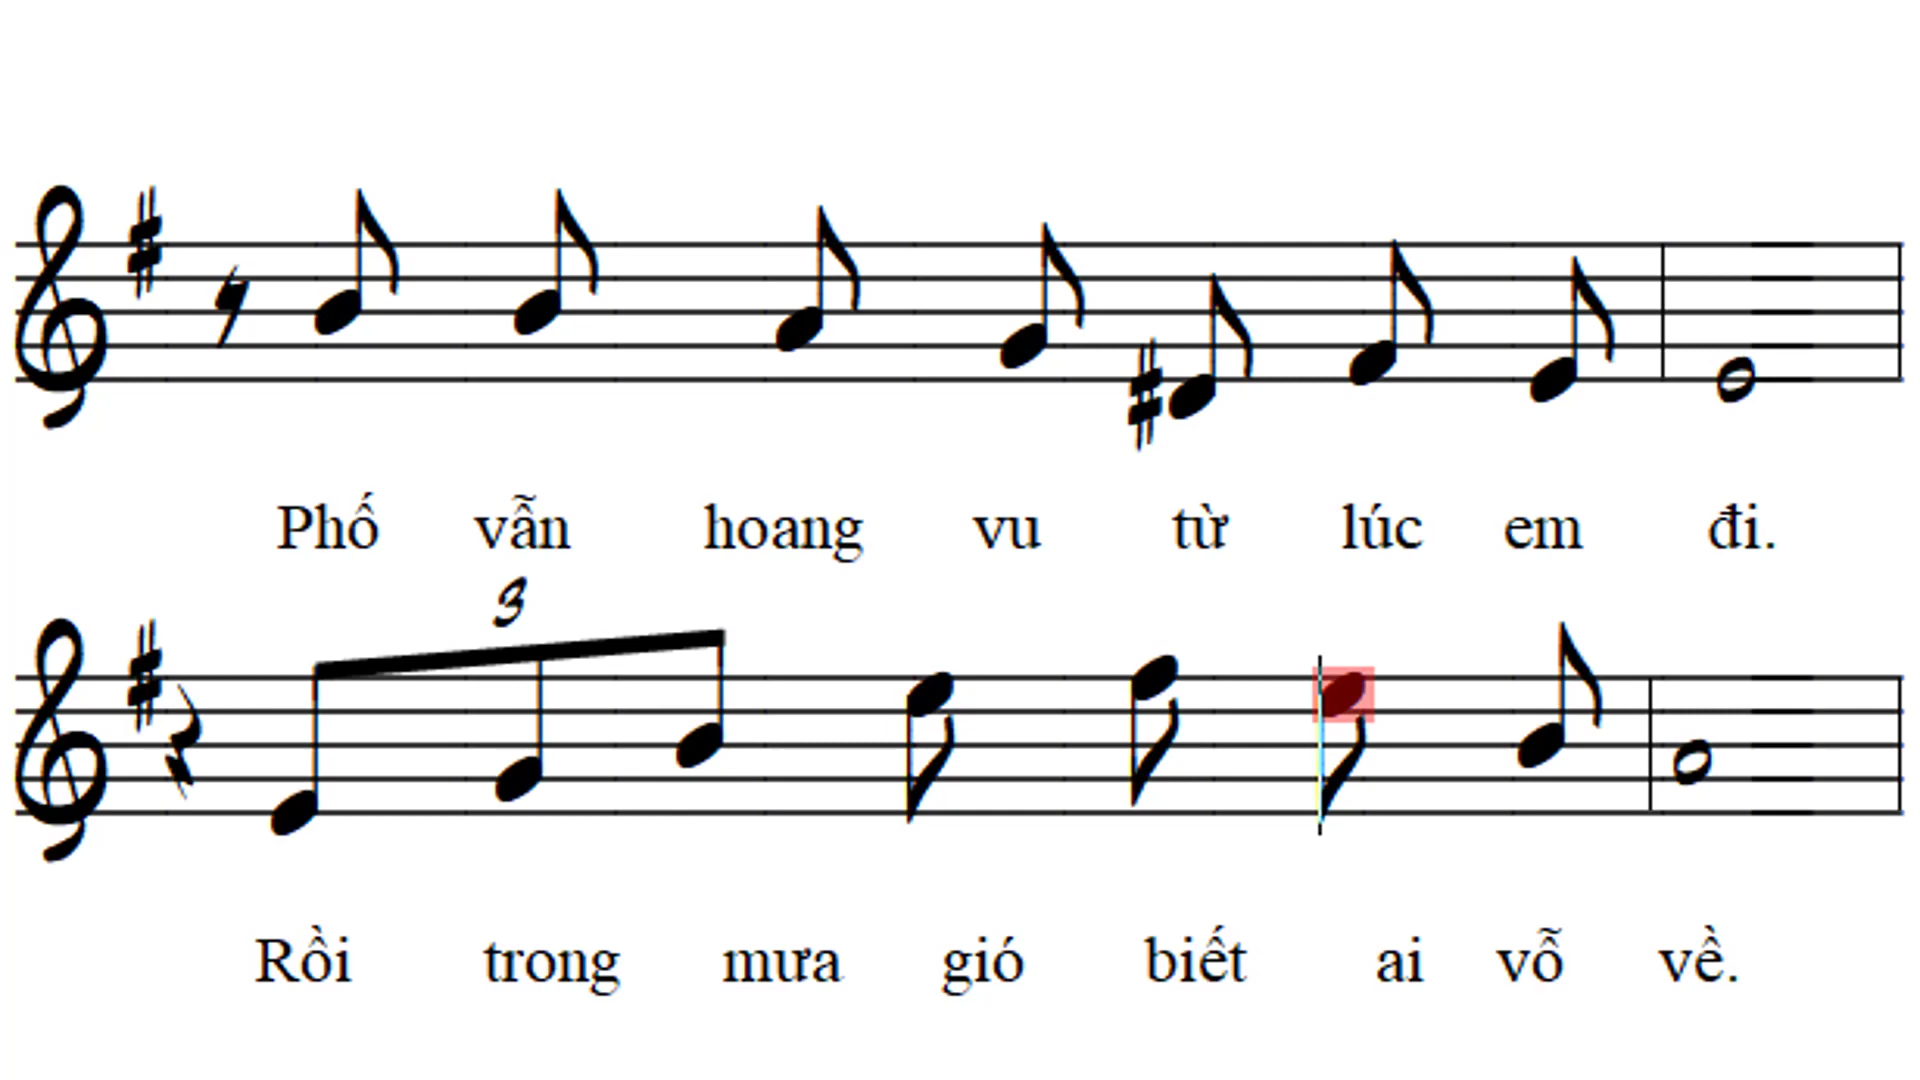 Phố vẫn hoang vu từ lúc em đi.
3
Rồi trong mưa gió biết ai vỗ về.